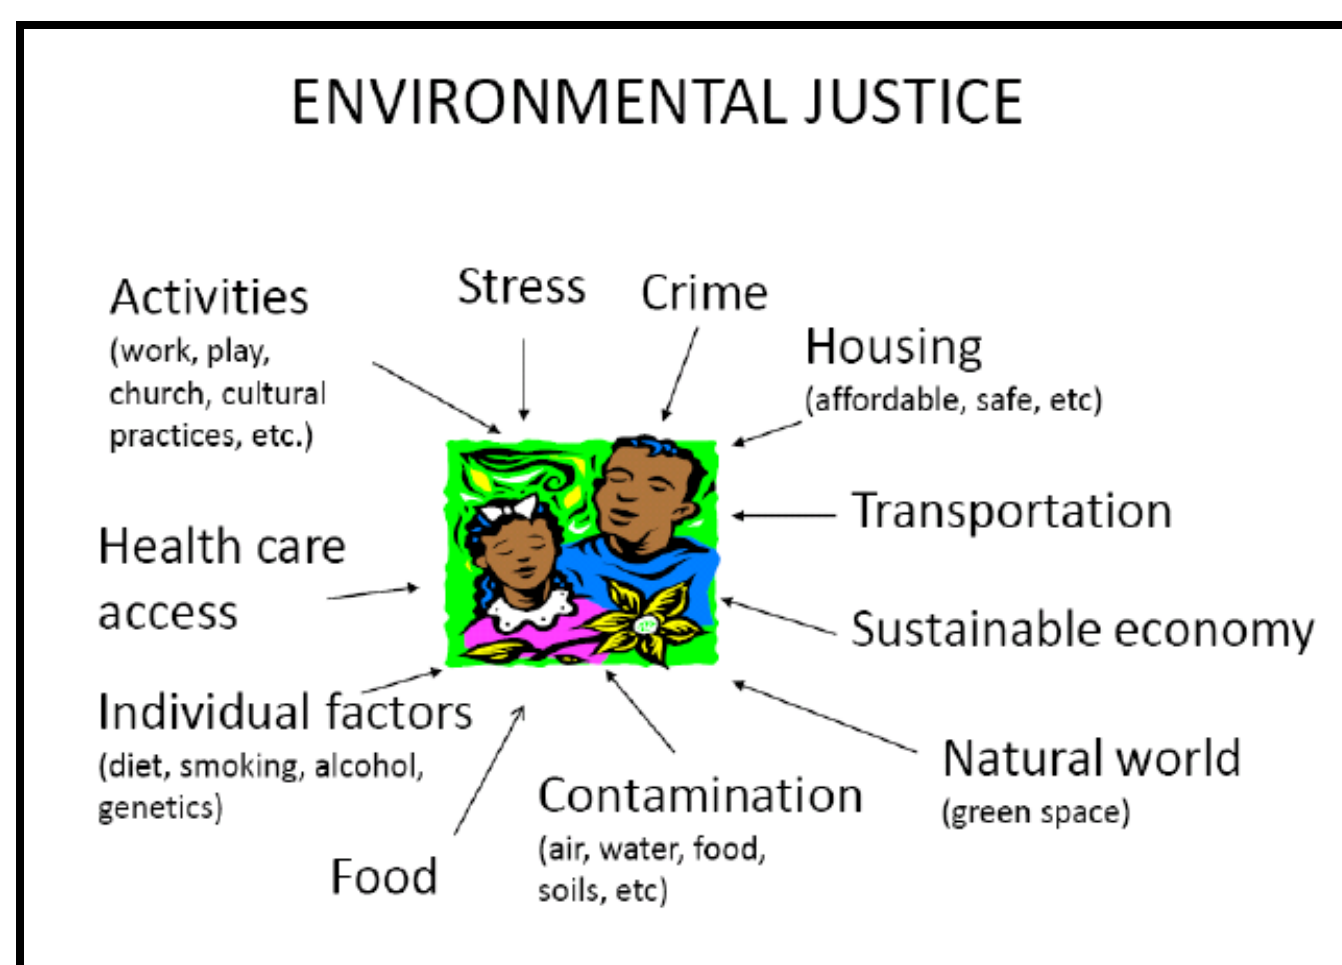 ENVIRONMENTAL JUSTICE
Activities
(work, play,
church, cultural
practices, etc.)
Stress
Crime
Housing
(affordable, safe, etc)
Transportation
Health care
access
Sustainable economy
Individual factors
(diet, smoking, alcohol,
genetics)
Natural world
(green space)
Contamination
(air, water, food,
soils, etc)
Food